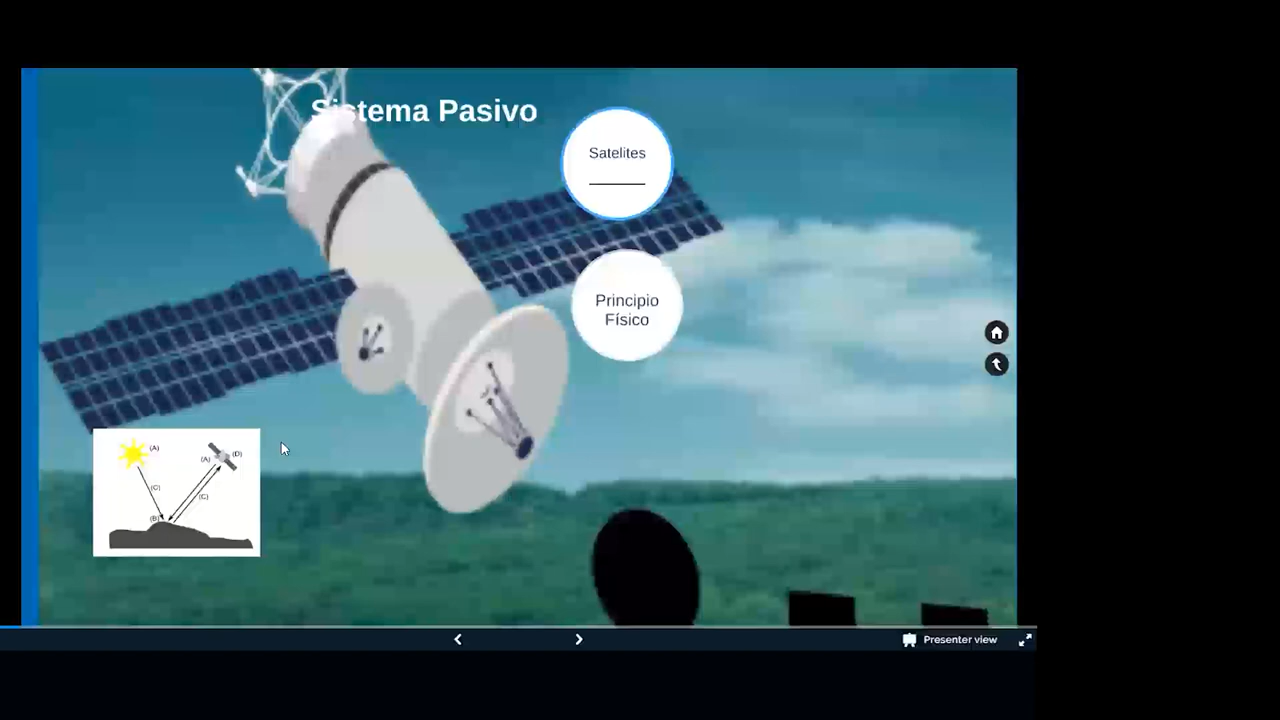 Sistema Pasivo
Satelites
Principio
Físico
(A)
(A)
(D)
(C)
(C)
(B)
Presenter view